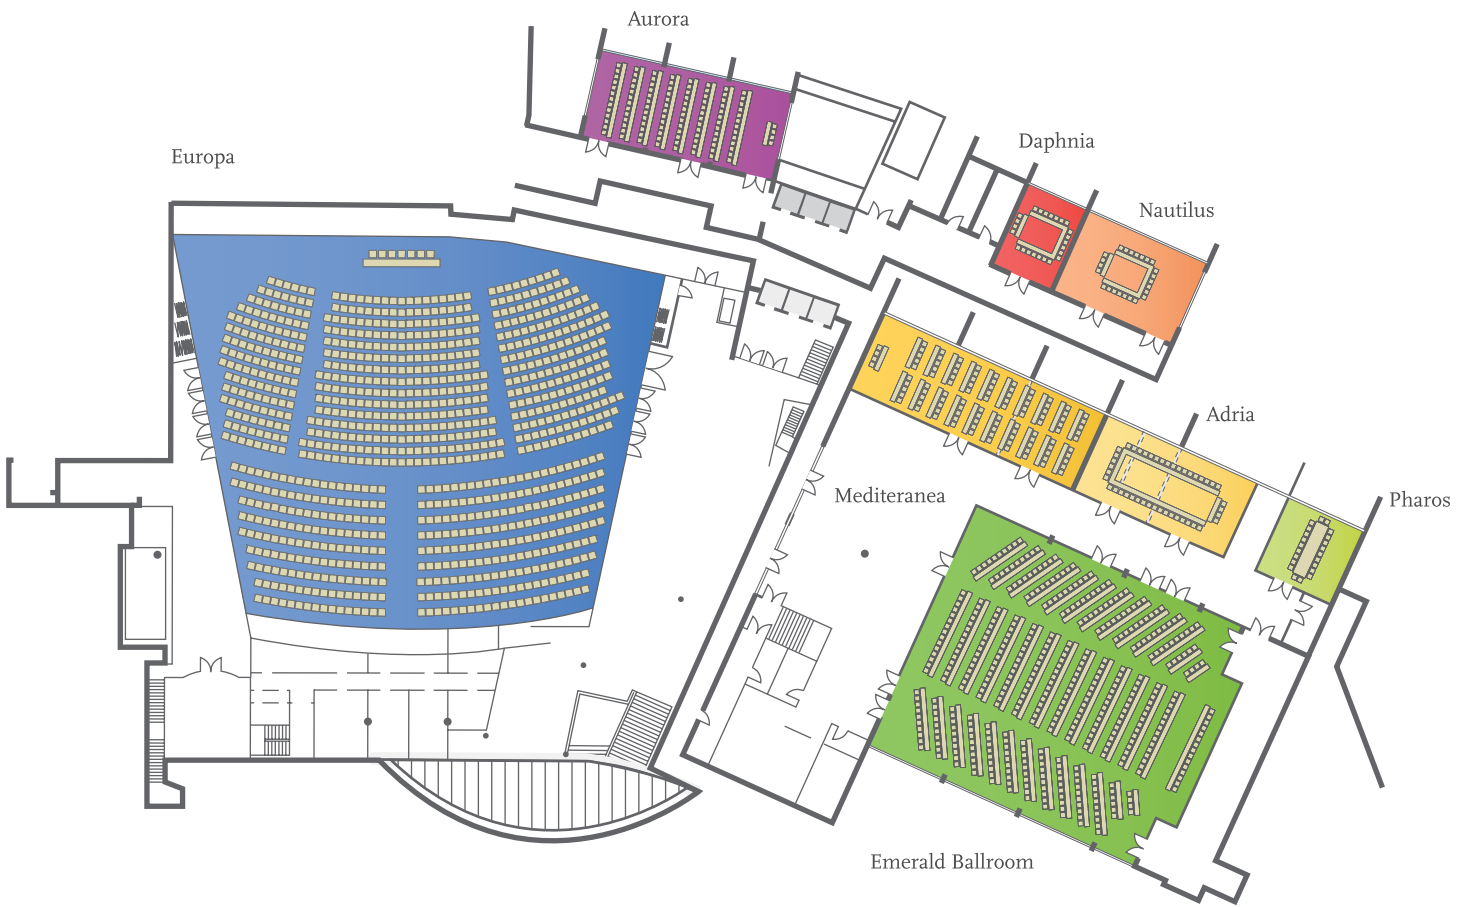 Aurora
Europa
Daphnia
Nautilus
Adria
Mediteranea
Pharos
Emerald Ballroom